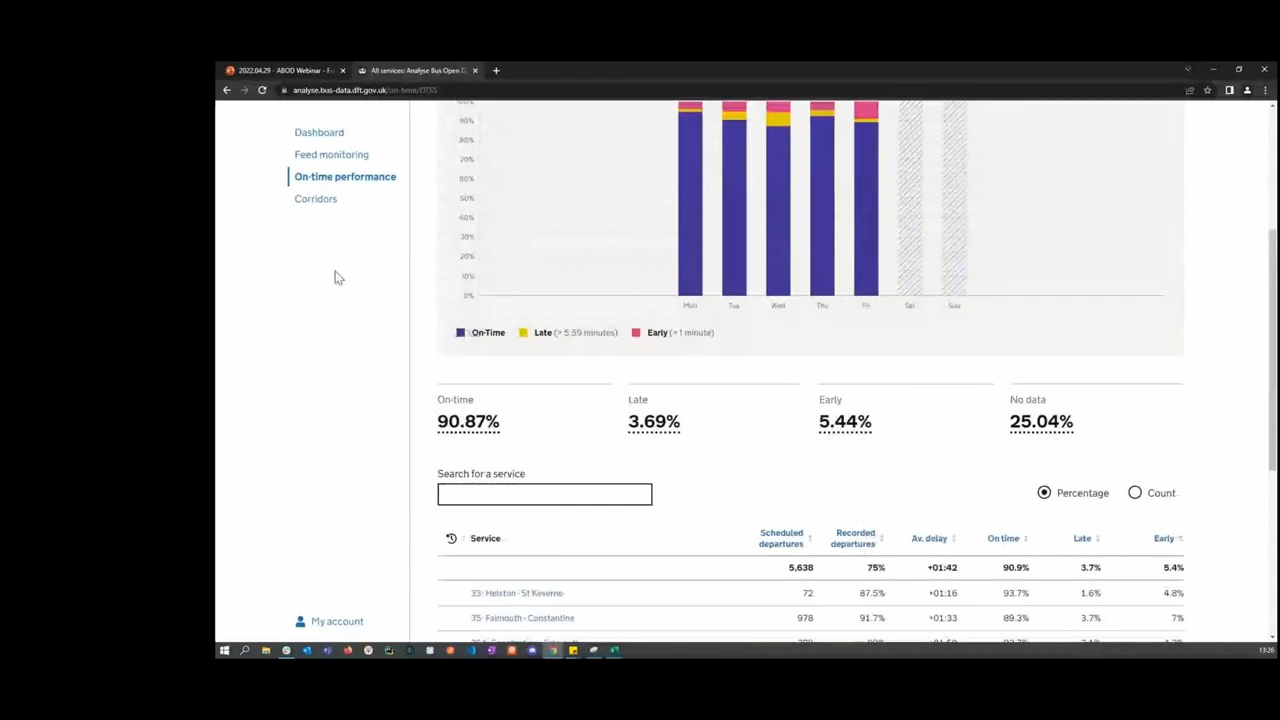 2022.04.29 - ABOD Webinar - Fe
All services: Analyse Bus Open D
analyse.bus-data.dft.gov.uk/on-time/
Dashboard
Feed monitoring
On-time performance
Corridors
100%
90%
80%
70%
60%
50%
40%
30%
20%
10%
0%
Mon Tue Wed Thu Fri Sat Sun
On-Time Late (> 5:59 minutes) Early (> 1 minute)
On-time Late Early No data
90.87% 3.69% 5.44% 25.04%
Search for a service
Percentage Count
Service Scheduled departures Recorded departures Av. delay On time Late Early
5,638 75% +01:42 90.9% 3.7% 5.4%
33: Helston - St Keverne 72 87.5% +01:16 93.7% 1.6% 4.8%
35: Falmouth - Constantine 978 91.7% +01:33 89.3% 3.7% 7%
My account
13:26